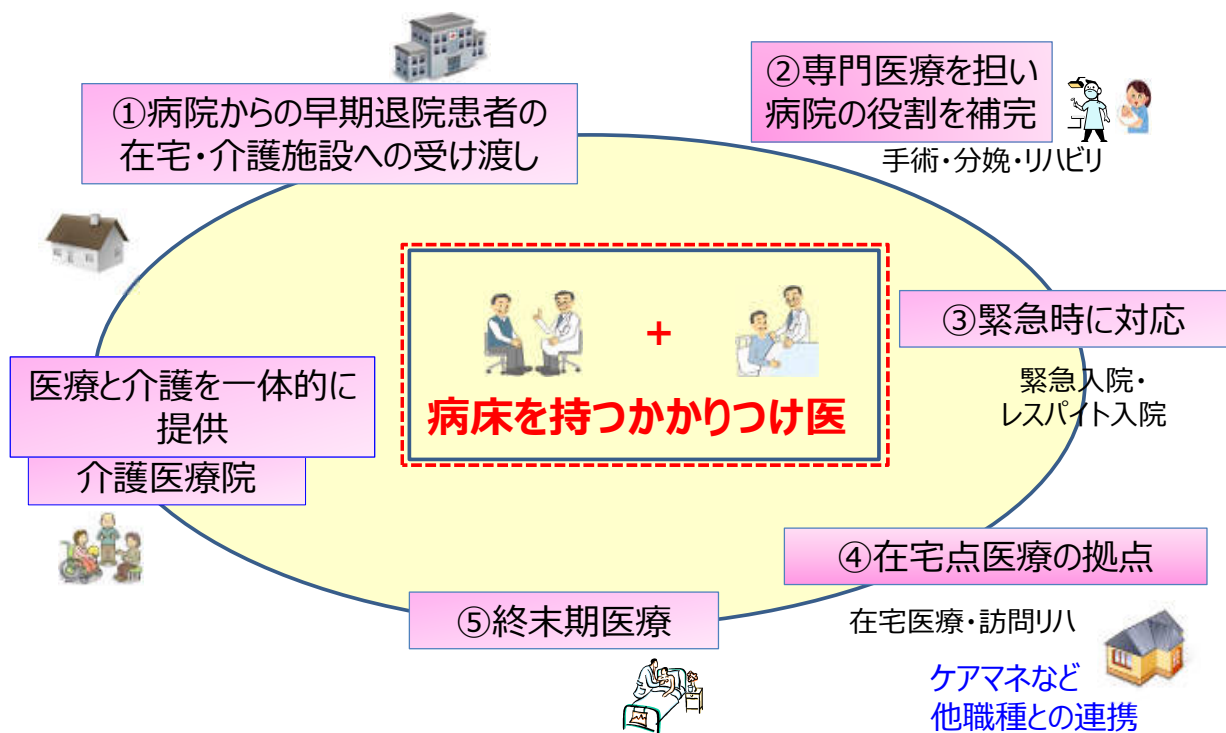 ①病院からの早期退院患者の
在宅・介護施設への受け渡し
②専門医療を担い
病院の役割を補完
手術・分娩・リハビリ
③緊急時に対応
緊急入院・
レスパイト入院
+
病床を持つかかりつけ医
医療と介護を一体的に
提供
介護医療院
④在宅点医療の拠点
在宅医療・訪問リハ
ケアマネなど
他職種との連携
⑤終末期医療